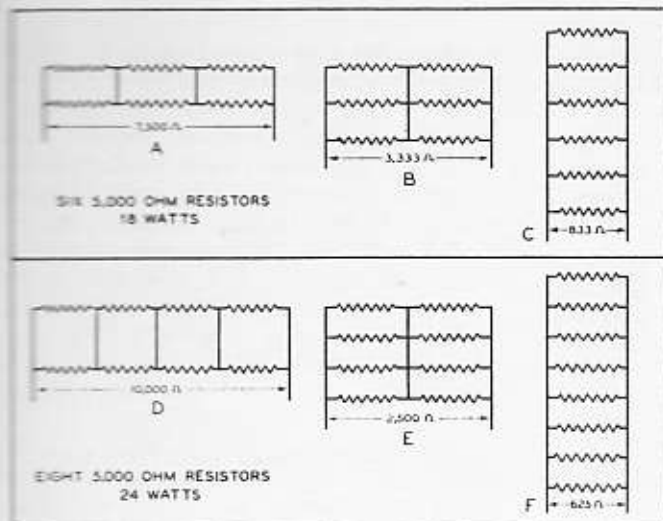 7,500 Ω
A
3,333 Ω
B
833 Ω
C
SIX 5,000 OHM RESISTORS
18 WATTS
10,000 Ω
D
2,500 Ω
E
625 Ω
F
EIGHT 5,000 OHM RESISTORS
24 WATTS